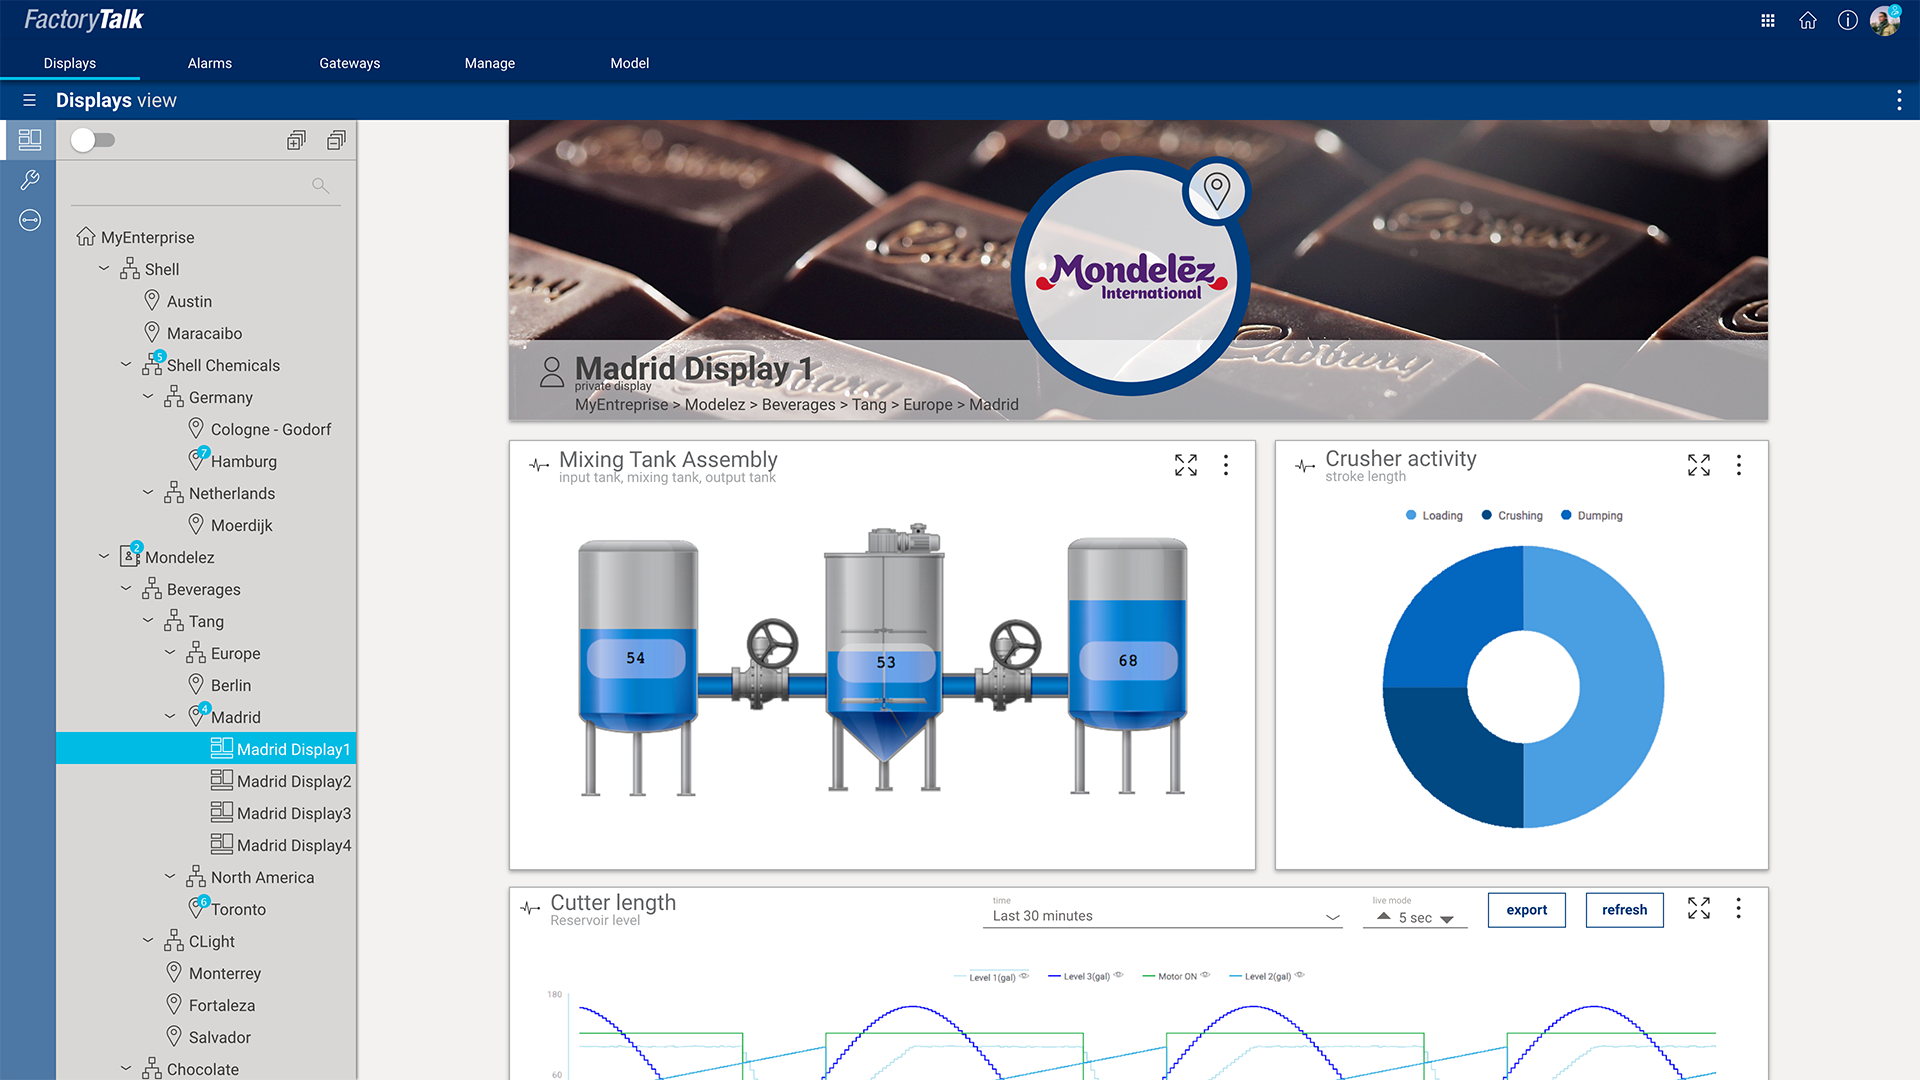 FactoryTalk
Displays
Alarms
Gateways
Manage
Model
Displays view
MyEnterprise
Shell
Austin
Maracaibo
5
Shell Chemicals
Germany
Cologne - Godorf
7
Hamburg
Netherlands
Moerdijk
2
Mondelez
Beverages
Tang
Europe
Berlin
4
Madrid
Madrid Display1
Madrid Display2
Madrid Display3
Madrid Display4
North America
6
Toronto
CLight
Monterrey
Fortaleza
Salvador
Chocolate
Cadbury
Cadbury
Cadbury
Mondelēz
International
Madrid Display 1
private display
MyEntreprise > Modelez > Beverages > Tang > Europe > Madrid
Mixing Tank Assembly
input tank, mixing tank, output tank
54
53
68
Crusher activity
stroke length
Loading
Crushing
Dumping
Cutter length
Reservoir level
time
Last 30 minutes
live mode
5 sec
export
refresh
Level 1(gal)
Level 3(gal)
Motor ON
Level 2(gal)
180
60